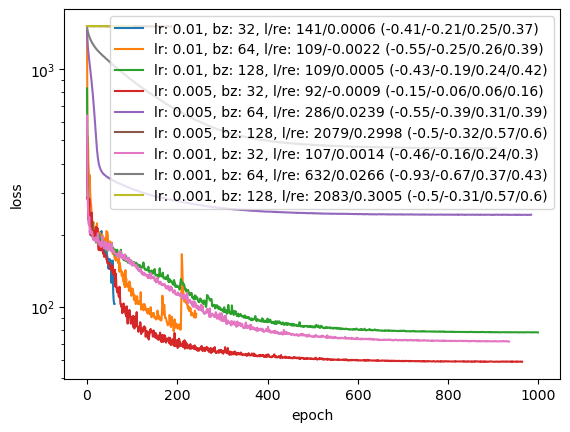 lr: 0.01, bz: 32, l/re: 141/0.0006 (-0.41/-0.21/0.25/0.37)
lr: 0.01, bz: 64, l/re: 109/-0.0022 (-0.55/-0.25/0.26/0.39)
lr: 0.01, bz: 128, l/re: 109/0.0005 (-0.43/-0.19/0.24/0.42)
lr: 0.005, bz: 32, l/re: 92/-0.0009 (-0.15/-0.06/0.06/0.16)
lr: 0.005, bz: 64, l/re: 286/0.0239 (-0.55/-0.39/0.31/0.39)
lr: 0.005, bz: 128, l/re: 2079/0.2998 (-0.5/-0.32/0.57/0.6)
lr: 0.001, bz: 32, l/re: 107/0.0014 (-0.46/-0.16/0.24/0.3)
lr: 0.001, bz: 64, l/re: 632/0.0266 (-0.93/-0.67/0.37/0.43)
lr: 0.001, bz: 128, l/re: 2083/0.3005 (-0.5/-0.31/0.57/0.6)
10³
loss
10²
0 200 400 600 800 1000
epoch